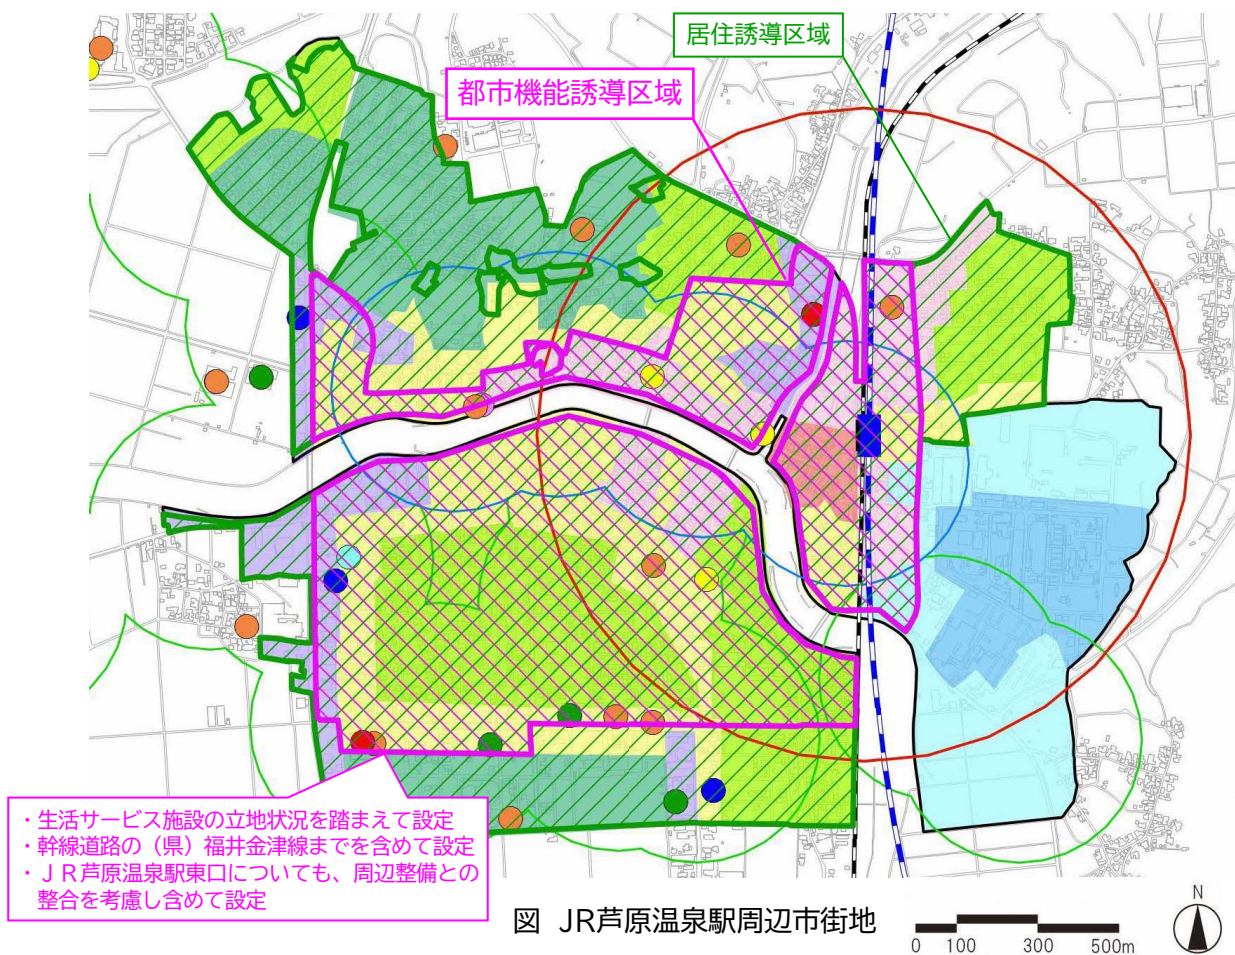 居住誘導区域
都市機能誘導区域
・生活サービス施設の立地状況を踏まえて設定
・幹線道路の（県）福井金津線までを含めて設定
・ＪＲ芦原温泉駅東口についても、周辺整備との
整合を考慮し含めて設定
図 JR芦原温泉駅周辺市街地
0 100 300 500m
N